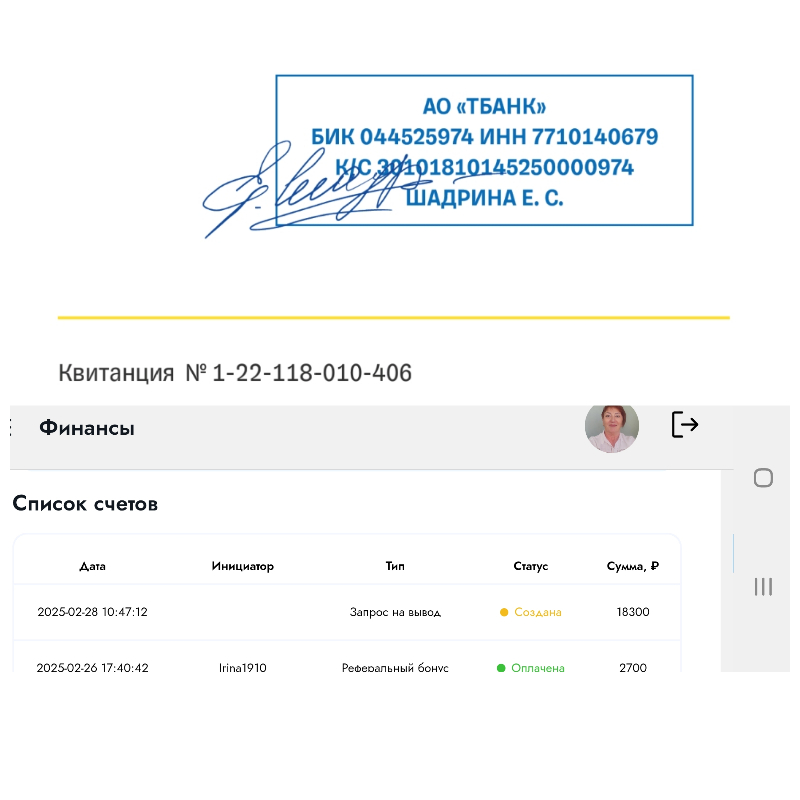 АО «ТБАНК»
БИК 044525974 ИНН 7710140679
К/С 30101810145250000974
ШАДРИНА Е. С.
Квитанция № 1-22-118-010-406
Финансы
Список счетов
Дата Инициатор Тип Статус Сумма, ₽
2025-02-28 10:47:12 Запрос на вывод Создана 18300
2025-02-26 17:40:42 Irina1910 Реферальный бонус Оплачена 2700